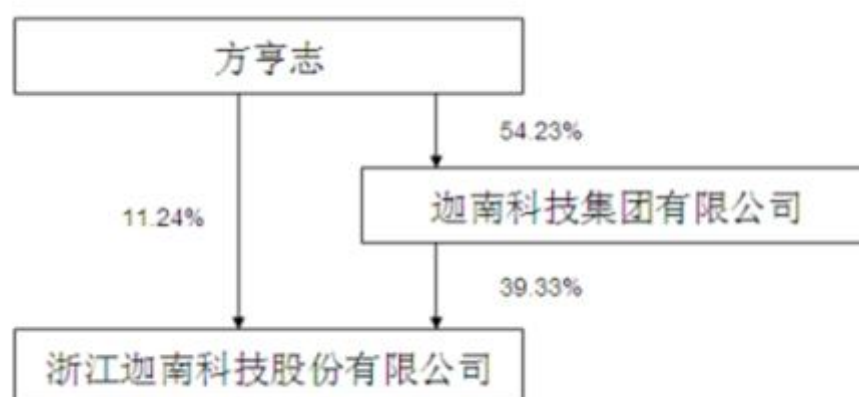 方亨志
54.23%
迦南科技集团有限公司
11.24%
39.33%
浙江迦南科技股份有限公司